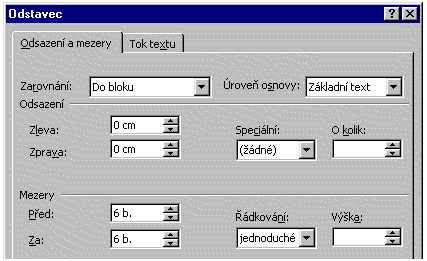 Odstavec
Odsazení a mezery Tok textu
Zarovnání: Do bloku Úroveň osnovy: Základní text
Odsazení
Zleva: 0 cm Speciální: O kolik:
Zprava: 0 cm (žádné)
Mezery
Před: 6 b. Řádkování: Výška:
Za: 6 b. jednoduché